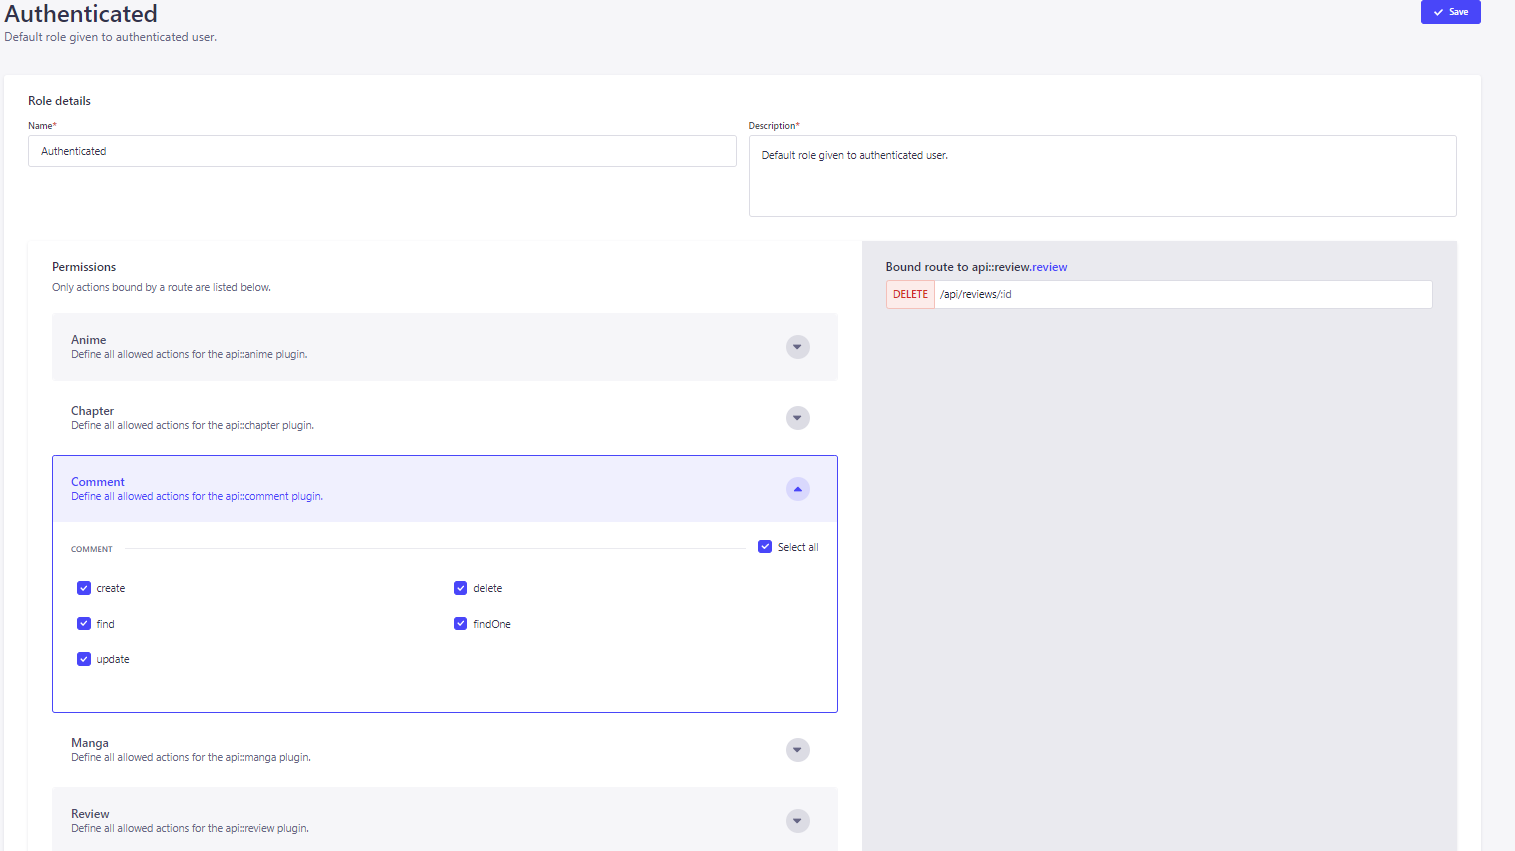 Authenticated
Save
Default role given to authenticated user.
Role details
Name*
Authenticated
Description*
Default role given to authenticated user.
Permissions
Only actions bound by a route are listed below.
Bound route to api::review.review
DELETE /api/reviews/:id
Anime
Define all allowed actions for the api::anime plugin.
Chapter
Define all allowed actions for the api::chapter plugin.
Comment
Define all allowed actions for the api::comment plugin.
COMMENT
Select all
create
delete
find
findOne
update
Manga
Define all allowed actions for the api::manga plugin.
Review
Define all allowed actions for the api::review plugin.